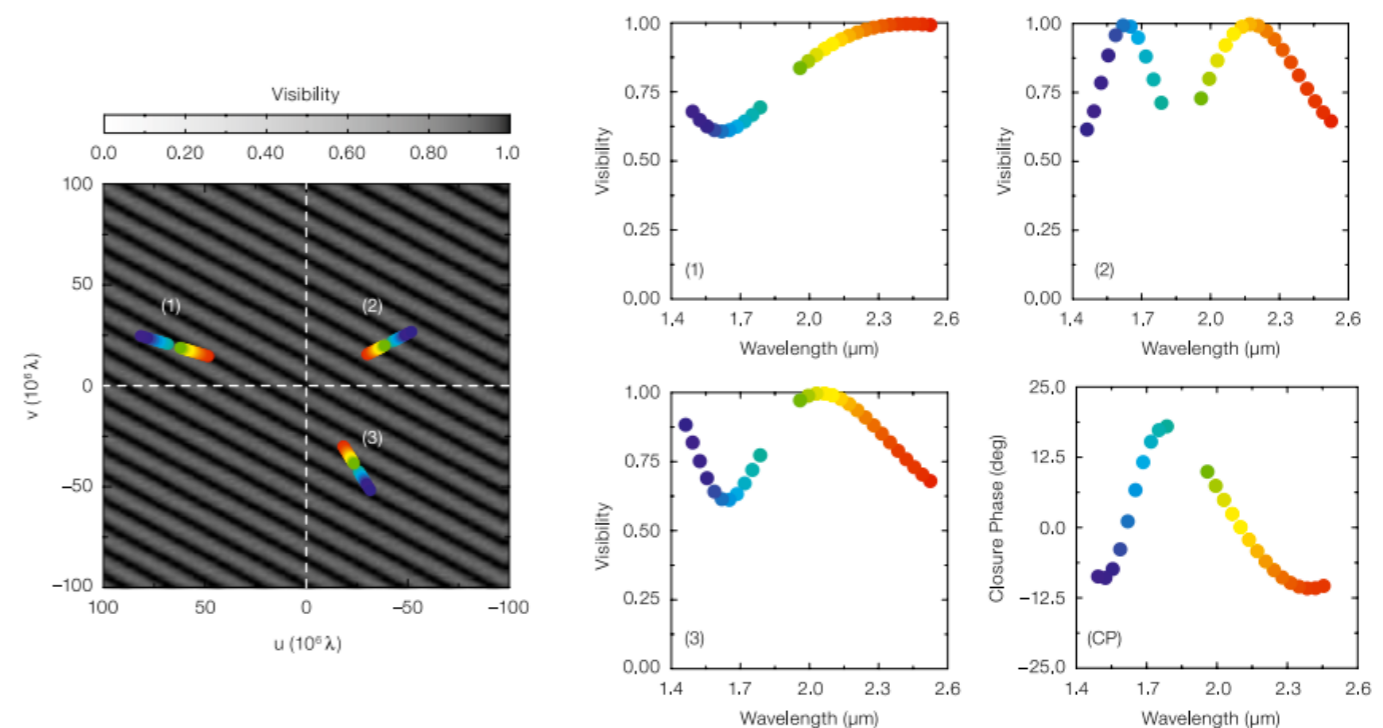 Visibility
0.0 0.20 0.40 0.60 0.80 1.0
100
50
0
−50
−100
v (10⁶ λ)
(1)
(2)
(3)
100 50 0 −50 −100
u (10⁶ λ)
1.00
0.75
0.50
0.25
0.00
Visibility
(1)
1.4 1.7 2.0 2.3 2.6
Wavelength (µm)
1.00
0.75
0.50
0.25
0.00
Visibility
(2)
1.4 1.7 2.0 2.3 2.6
Wavelength (µm)
1.00
0.75
0.50
0.25
0.00
Visibility
(3)
1.4 1.7 2.0 2.3 2.6
Wavelength (µm)
25.0
12.5
0.0
−12.5
−25.0
Closure Phase (deg)
(CP)
1.4 1.7 2.0 2.3 2.6
Wavelength (µm)